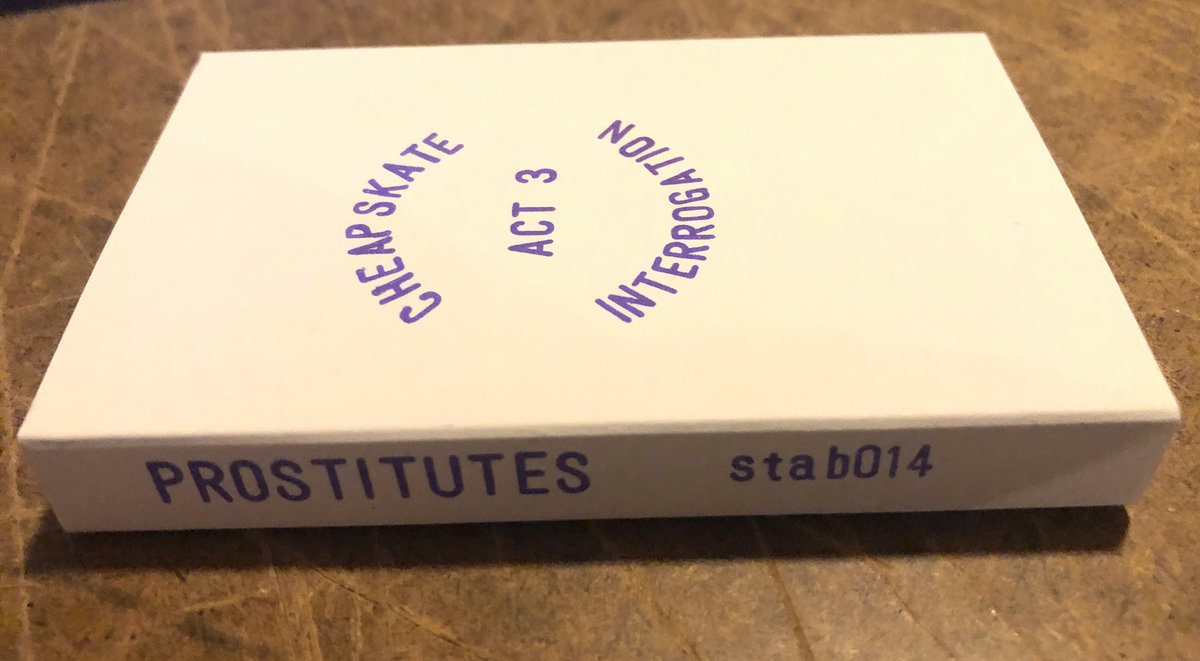 CHEAPSKATE
ACT 3
INTERROGATION
PROSTITUTES stab014